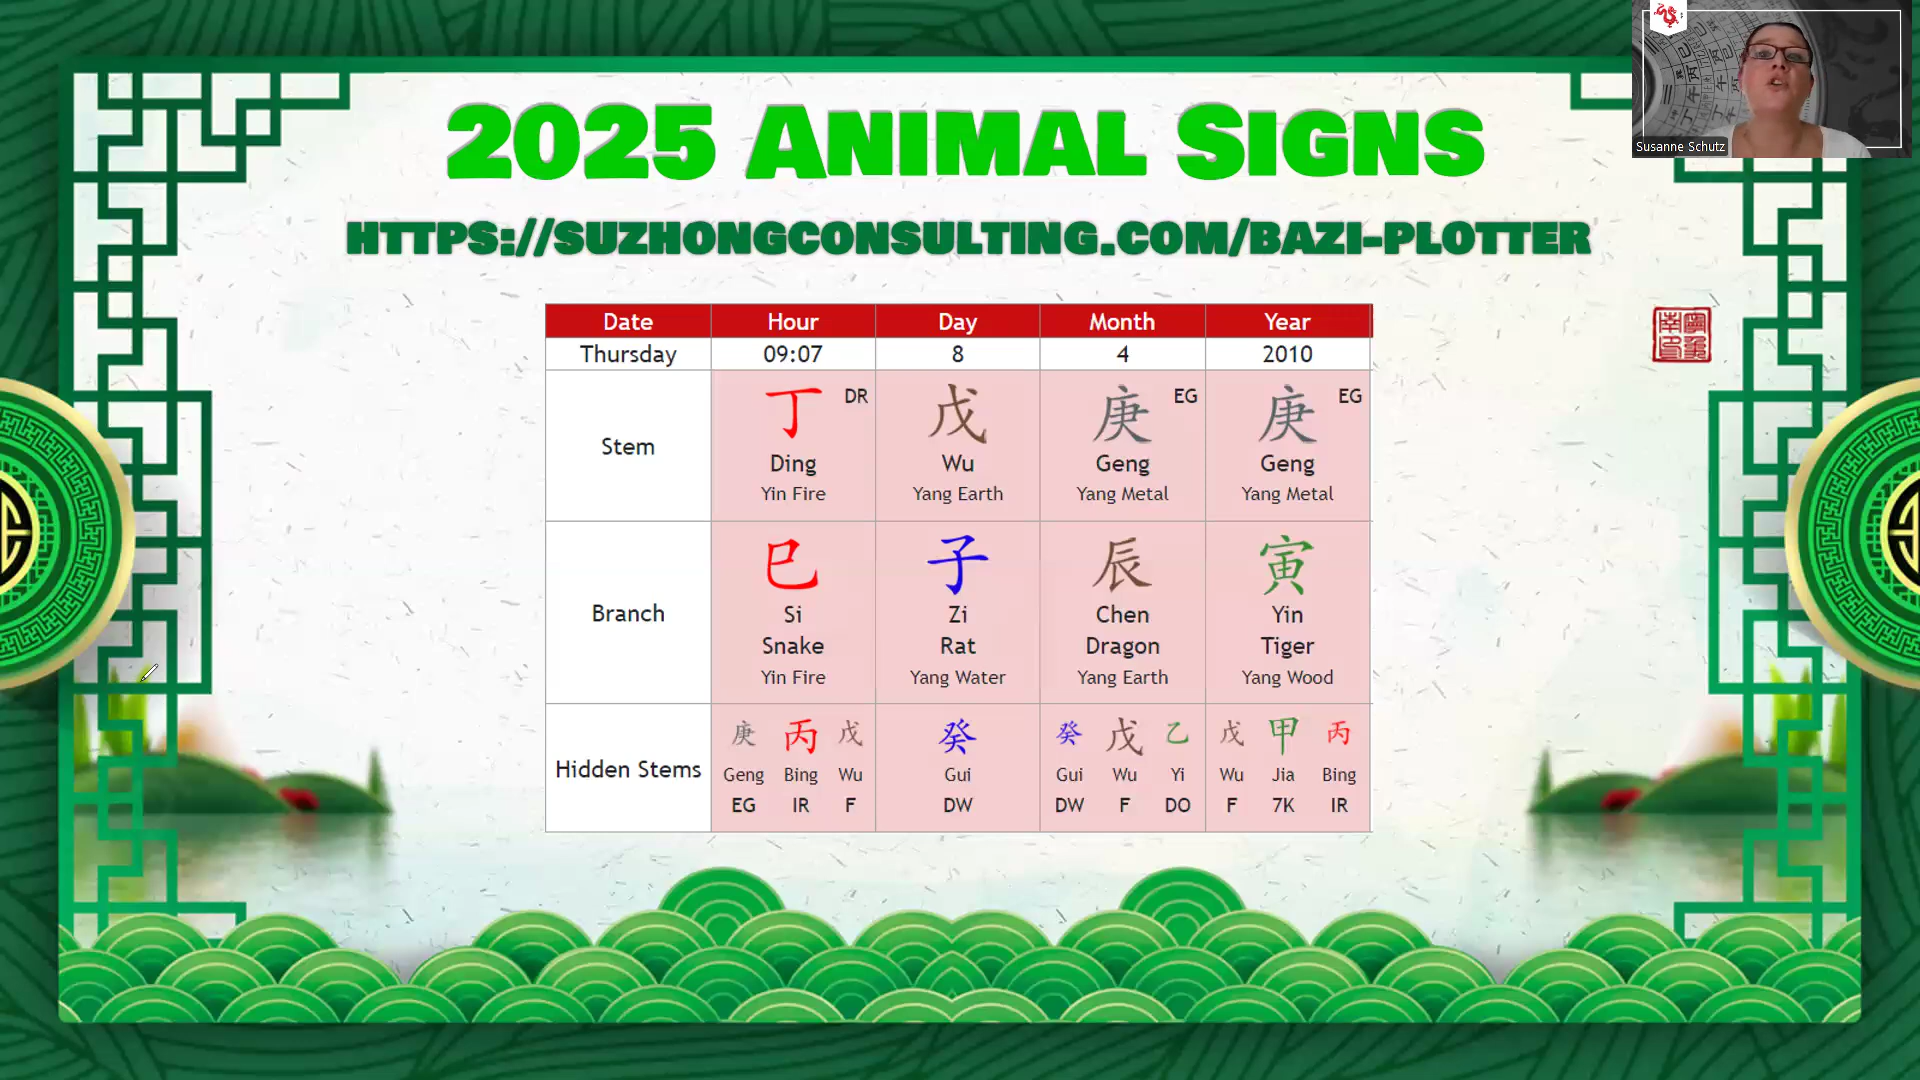 2025 ANIMAL SIGNS
HTTPS://SUZHONGCONSULTING.COM/BAZI-PLOTTER
Susanne Schutz
Date Hour Day Month Year
Thursday 09:07 8 4 2010
Stem
丁 DR 戊 庚 EG 庚 EG
Ding Wu Geng Geng
Yin Fire Yang Earth Yang Metal Yang Metal
Branch
巳 子 辰 寅
Si Zi Chen Yin
Snake Rat Dragon Tiger
Yin Fire Yang Water Yang Earth Yang Wood
Hidden Stems
庚 丙 戊 癸 癸 戊 乙 戊 甲 丙
Geng Bing Wu Gui Gui Wu Yi Wu Jia Bing
EG IR F DW DW F DO F 7K IR